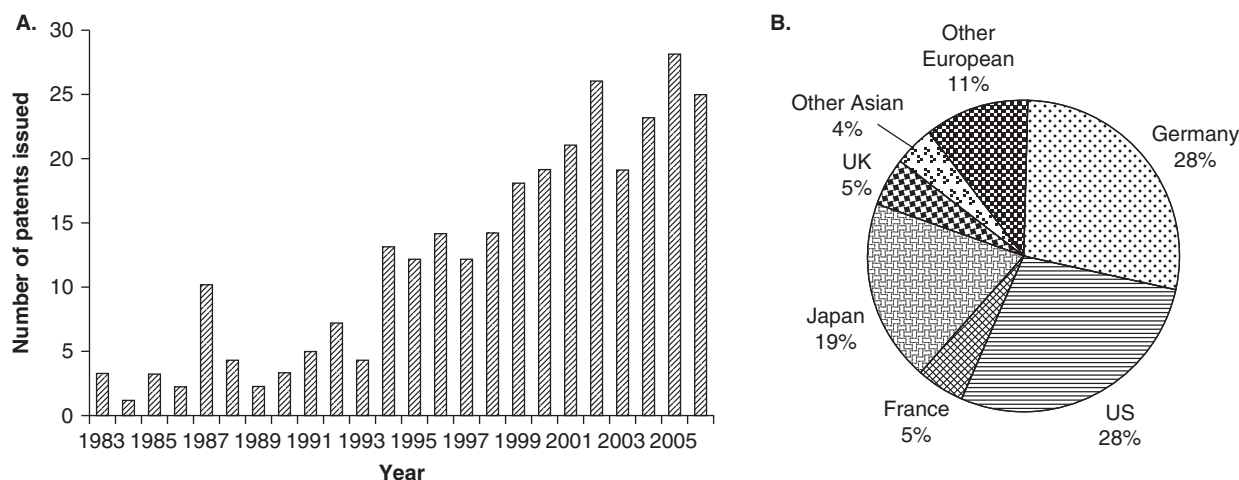 A.
Number of patents issued
30
25
20
15
10
5
0
1983 1985 1987 1989 1991 1993 1995 1997 1999 2001 2003 2005
Year
B.
Other
European
11%
Other Asian
4%
UK
5%
Germany
28%
Japan
19%
France
5%
US
28%